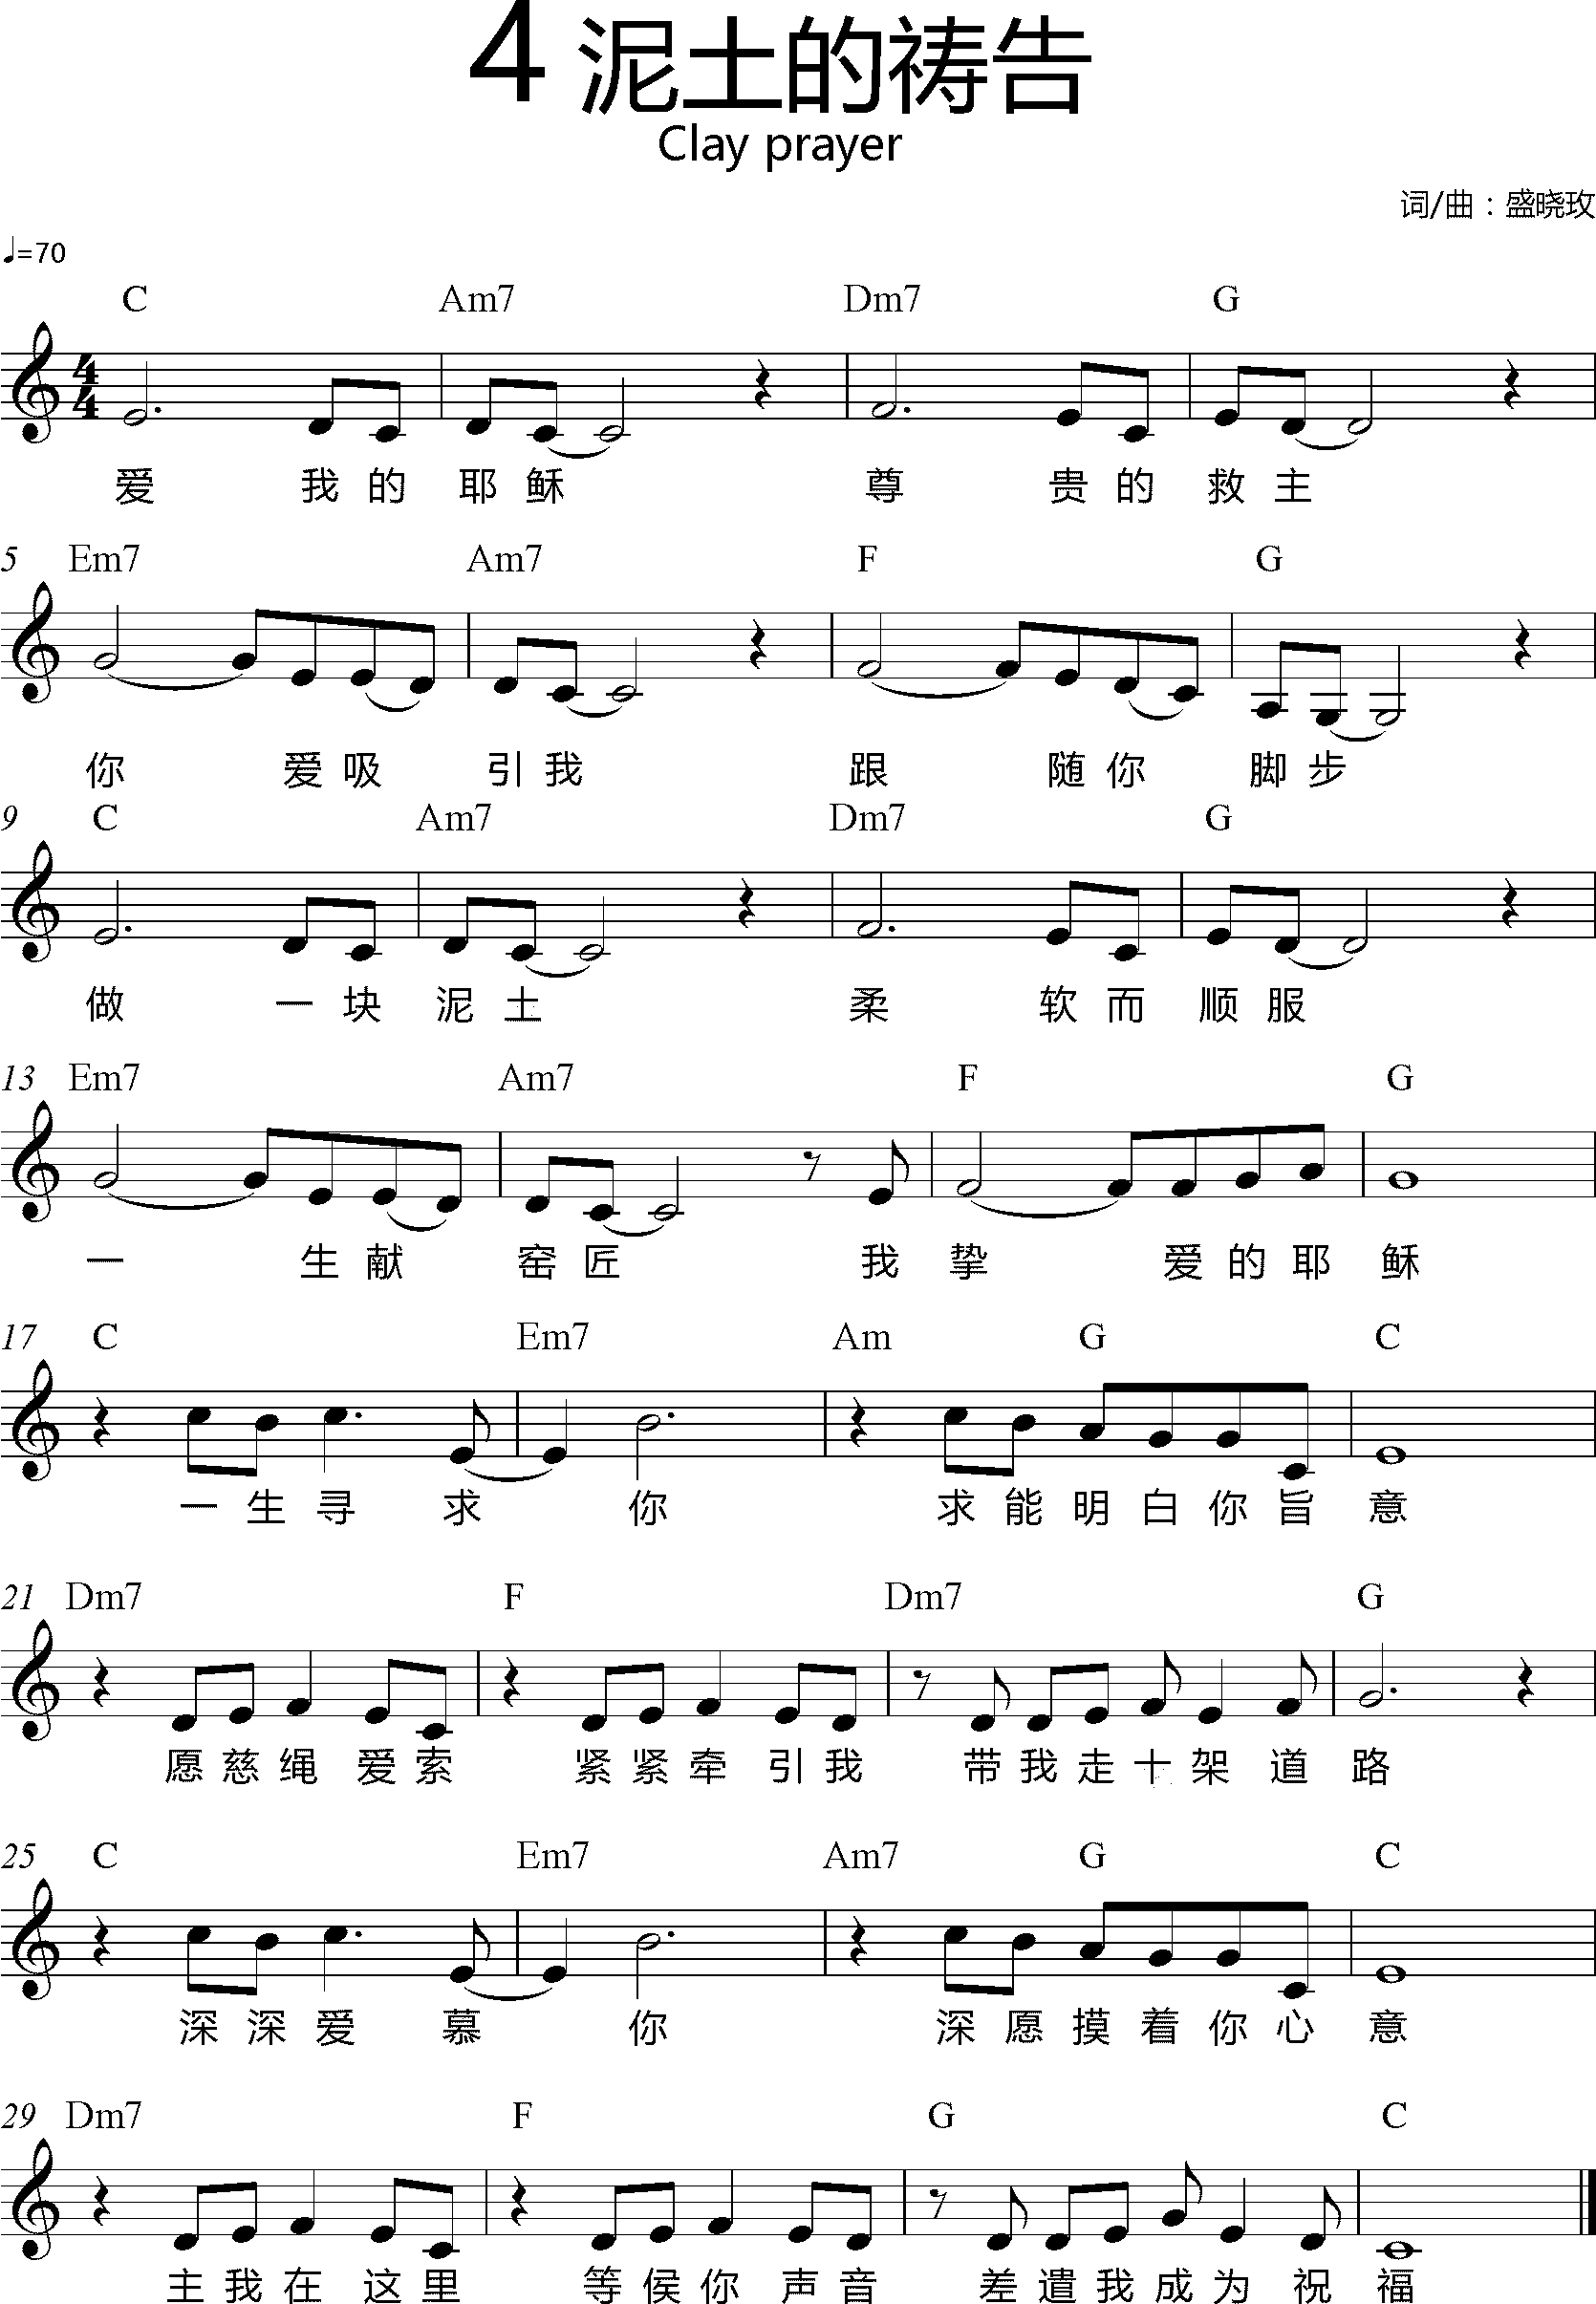 4 泥土的祷告
Clay prayer
词/曲：盛晓玫
♩=70
C Am7 Dm7 G
4
4
爱 我的 耶稣 尊 贵的 救主
5 Em7 Am7 F G
你 爱吸 引我 跟 随你 脚步
9 C Am7 Dm7 G
做 一块 泥土 柔 软而 顺服
13 Em7 Am7 F G
一 生献 窑匠 我 挚 爱的耶 稣
17 C Em7 Am G C
一生寻 求 你 求能明白你旨 意
21 Dm7 F Dm7 G
愿慈绳 爱索 紧紧牵 引我 带我走十架 道 路
25 C Em7 Am7 G C
深深爱 慕 你 深愿摸着你心 意
29 Dm7 F G C
主我在 这里 等侯你 声音 差遣我成为 祝 福